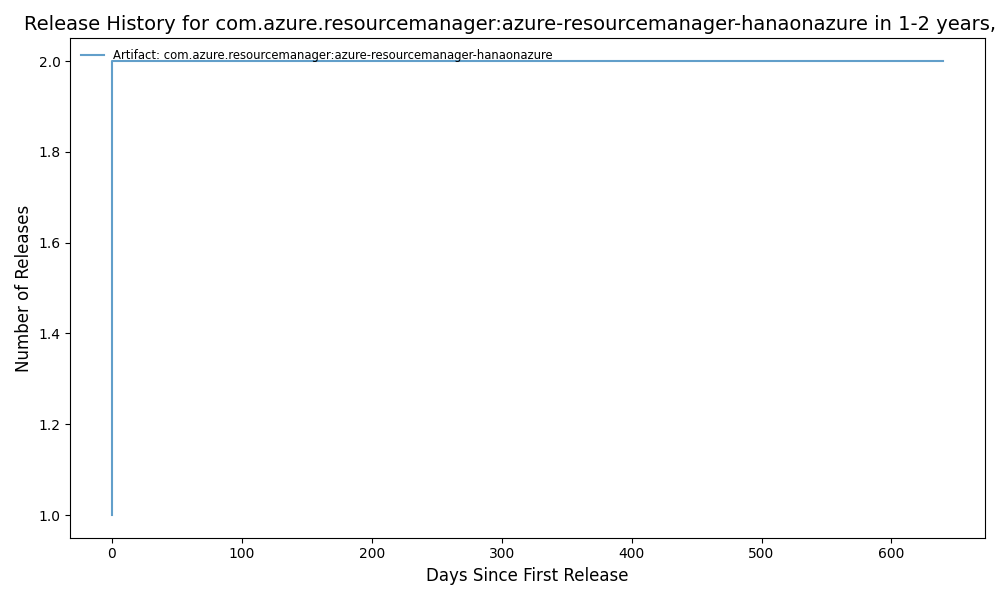 Release History for com.azure.resourcemanager:azure-resourcemanager-hanaonazure in 1-2 years,
Artifact: com.azure.resourcemanager:azure-resourcemanager-hanaonazure
2.0
1.8
1.6
1.4
1.2
1.0
Number of Releases
0 100 200 300 400 500 600
Days Since First Release